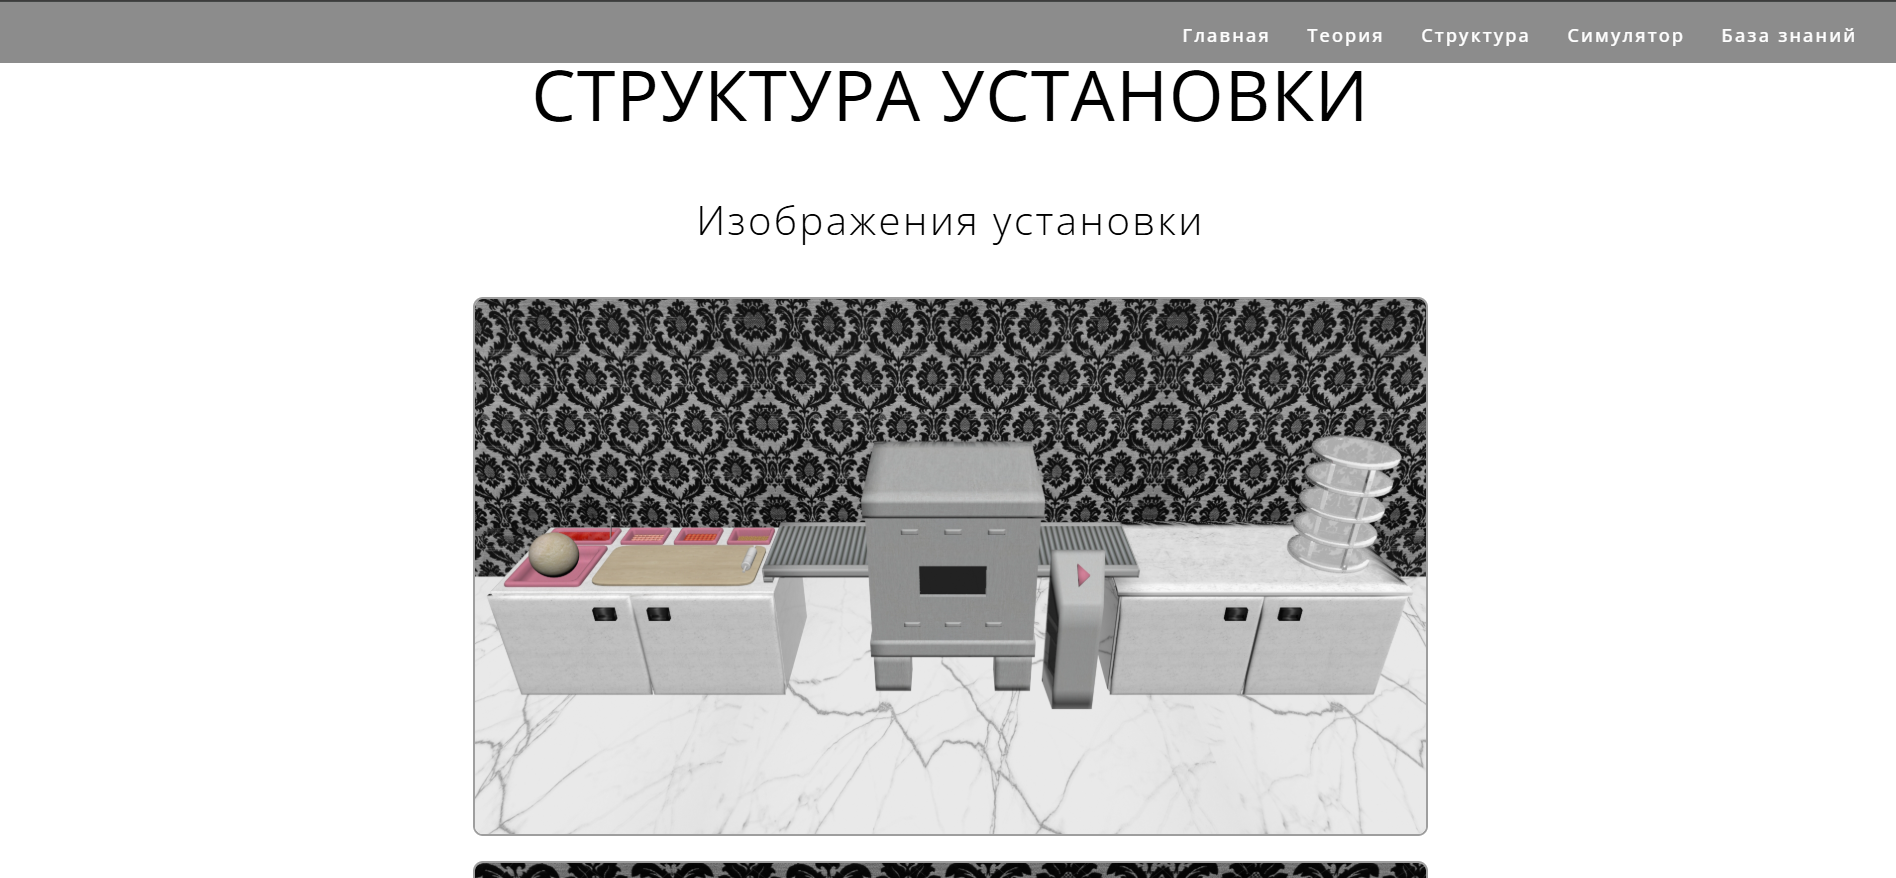 Главная Теория Структура Симулятор База знаний
СТРУКТУРА УСТАНОВКИ
Изображения установки